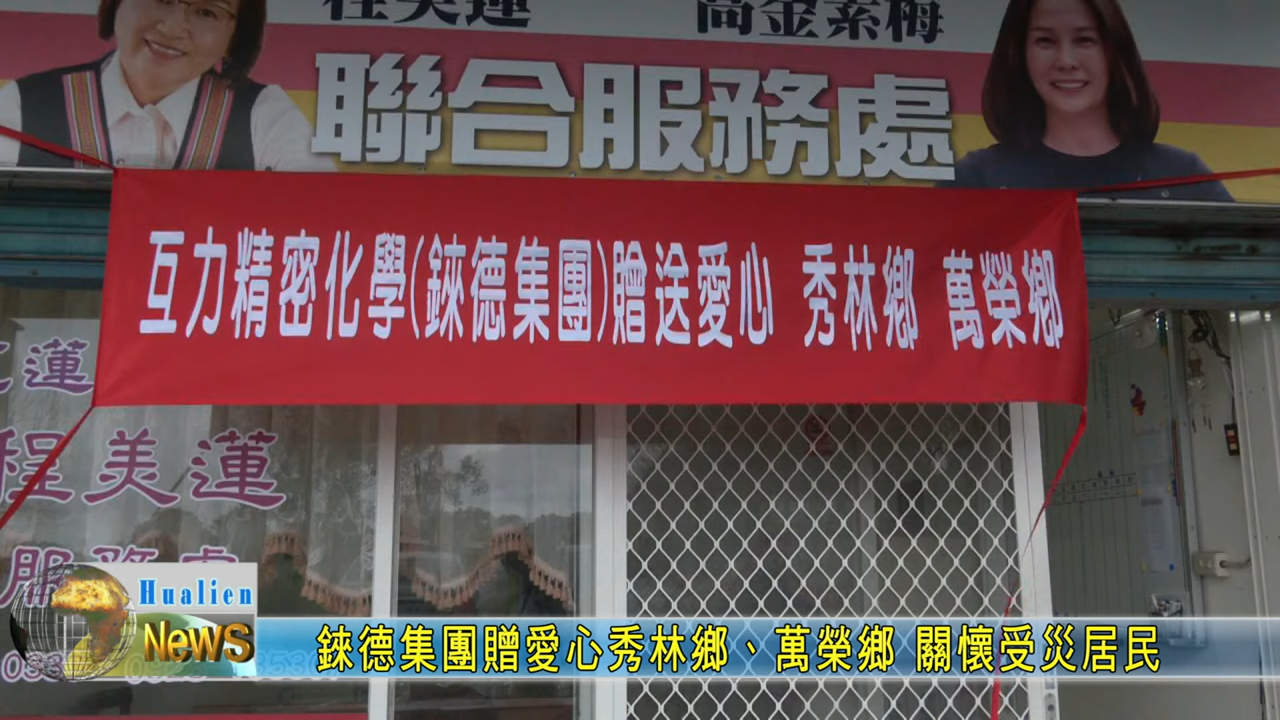 程美蓮 高金素梅
聯合服務處
互力精密化學(錸德集團)贈送愛心 秀林鄉 萬榮鄉
蓮
程美蓮
服務處
Hualien
News
錸德集團贈愛心秀林鄉、萬榮鄉 關懷受災居民